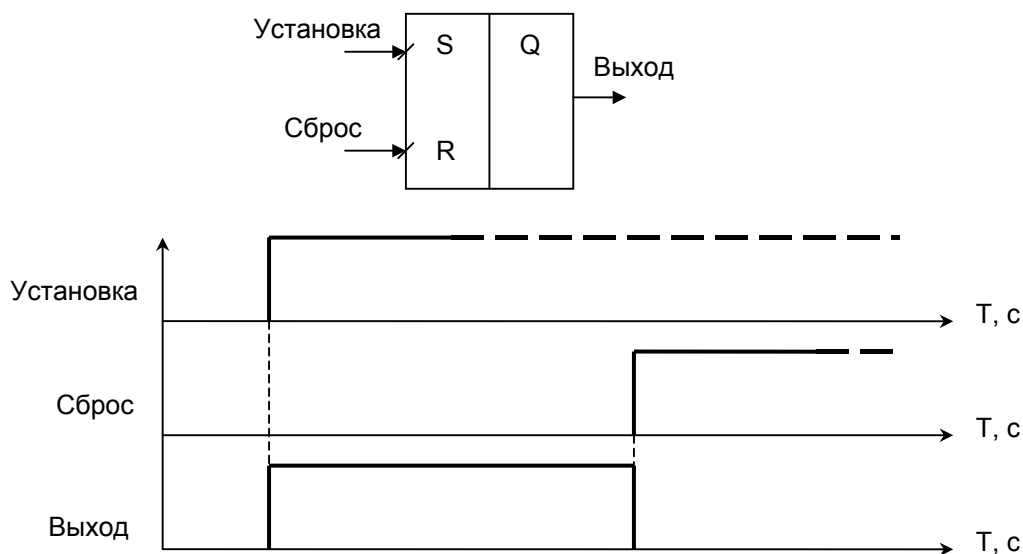 Установка
S
Q
Выход
Сброс
R
Установка
T, с
Сброс
T, с
Выход
T, с